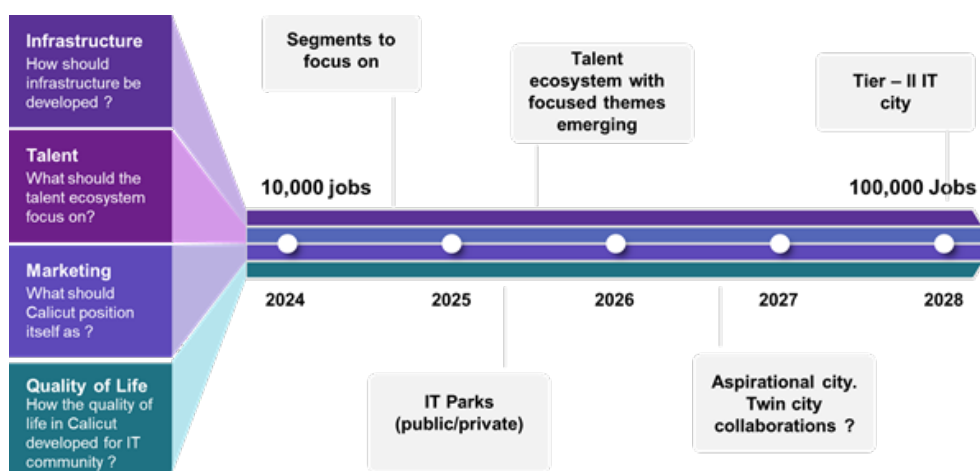 Infrastructure
How should
infrastructure be
developed ?
Talent
What should the
talent ecosystem
focus on?
Marketing
What should
Calicut position
itself as ?
Quality of Life
How the quality of
life in Calicut
developed for IT
community ?
Segments to
focus on
Talent
ecosystem with
focused themes
emerging
Tier – II IT
city
10,000 jobs
100,000 Jobs
2024
2025
2026
2027
2028
IT Parks
(public/private)
Aspirational city.
Twin city
collaborations ?